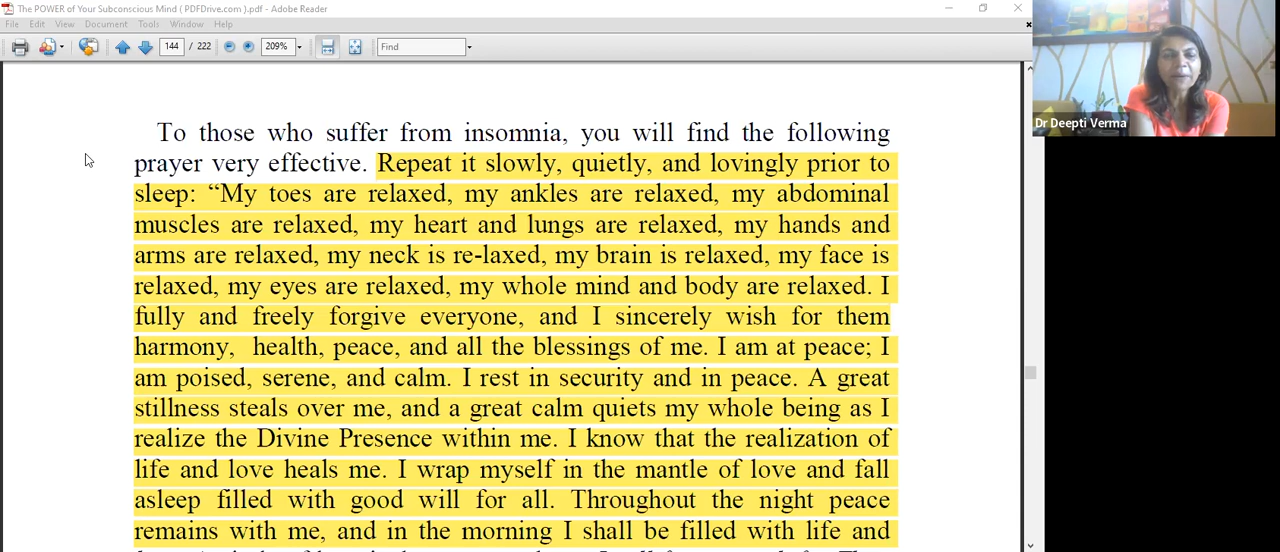 The POWER of Your Subconscious Mind ( PDFDrive.com ).pdf - Adobe Reader
File Edit View Document Tools Window Help
144 / 222 209% Find
Dr Deepti Verma
To those who suffer from insomnia, you will find the following
prayer very effective. Repeat it slowly, quietly, and lovingly prior to
sleep: “My toes are relaxed, my ankles are relaxed, my abdominal
muscles are relaxed, my heart and lungs are relaxed, my hands and
arms are relaxed, my neck is re-laxed, my brain is relaxed, my face is
relaxed, my eyes are relaxed, my whole mind and body are relaxed. I
fully and freely forgive everyone, and I sincerely wish for them
harmony, health, peace, and all the blessings of me. I am at peace; I
am poised, serene, and calm. I rest in security and in peace. A great
stillness steals over me, and a great calm quiets my whole being as I
realize the Divine Presence within me. I know that the realization of
life and love heals me. I wrap myself in the mantle of love and fall
asleep filled with good will for all. Throughout the night peace
remains with me, and in the morning I shall be filled with life and